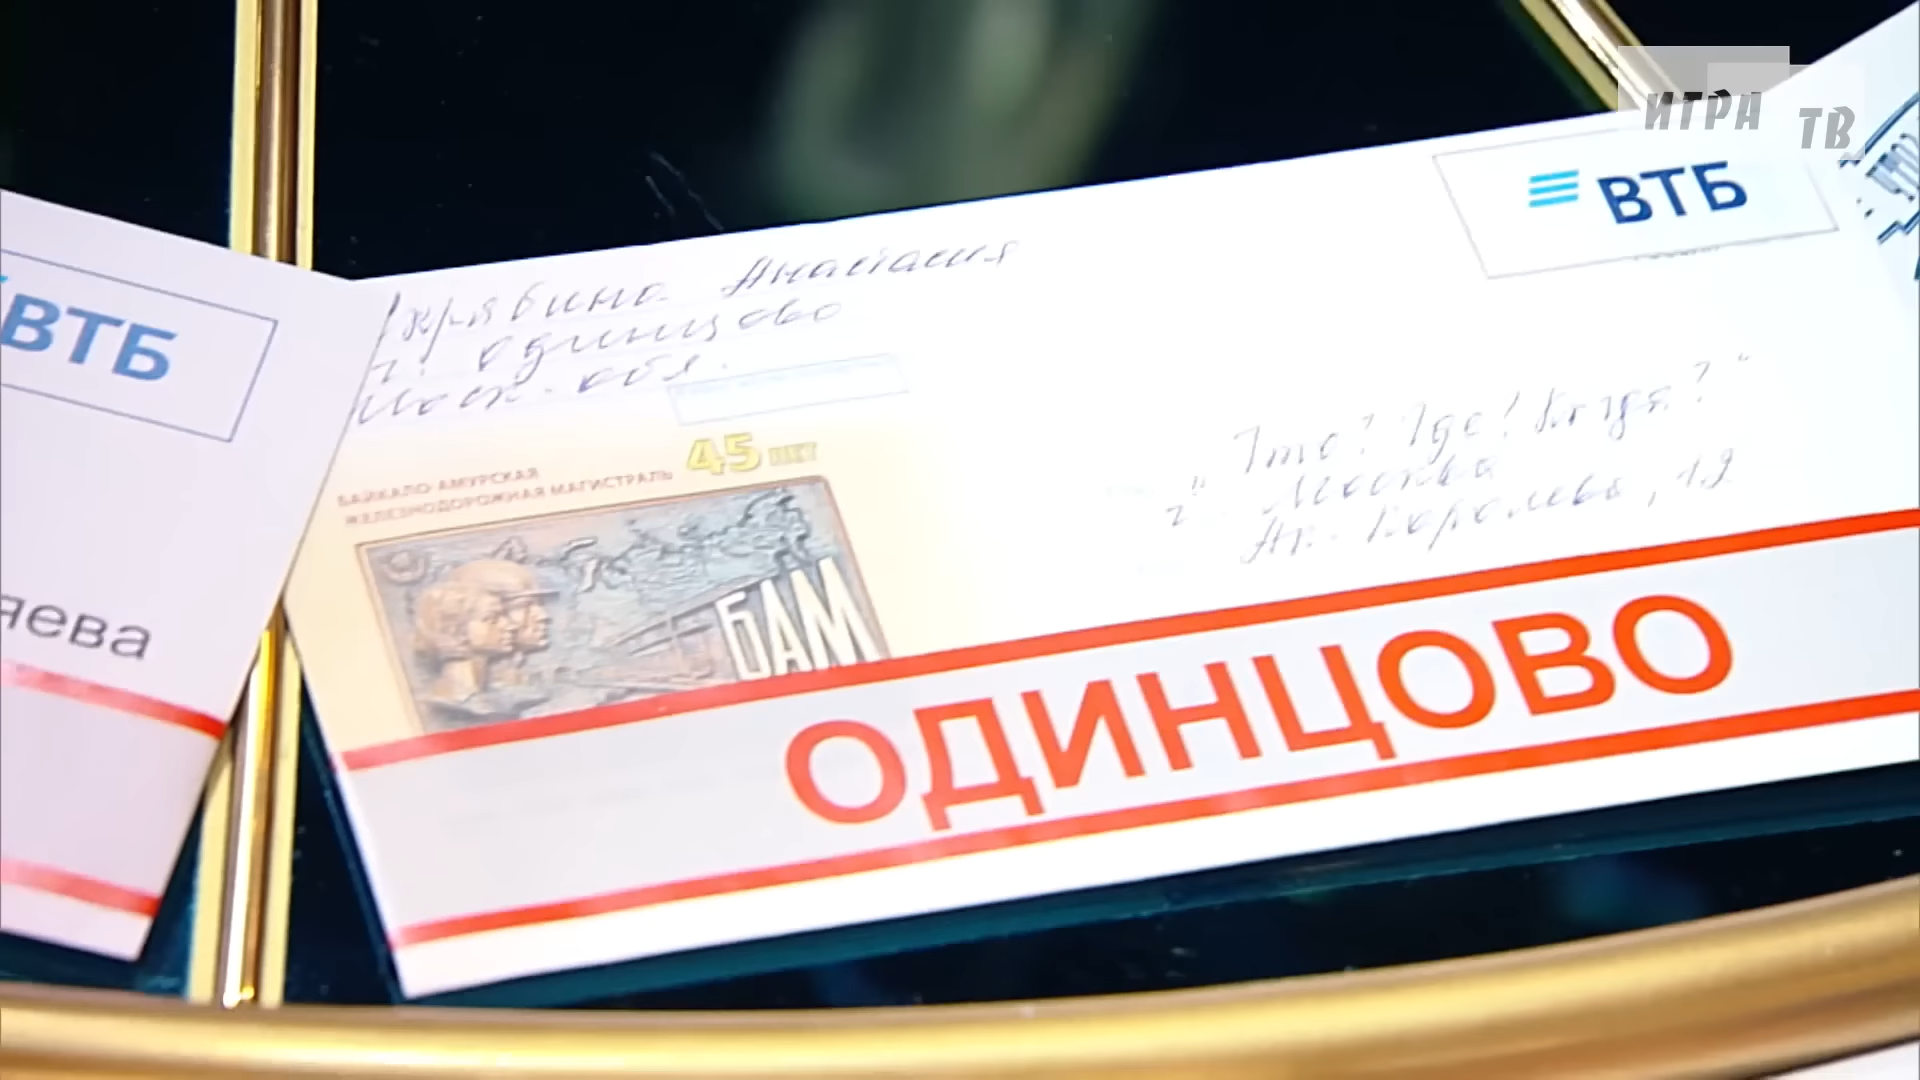 ИГРА ТВ
ВТБ
ВТБ
Анастасия
г. Одинцово
Моск. обл.
45 ЛЕТ
БАЙКАЛО АМУРСКАЯ
ЖЕЛЕЗНОДОРОЖНАЯ МАГИСТРАЛЬ
БАМ
"Что? Где? Когда?"
г. Москва
Ак. Королева, 12
яева
ОДИНЦОВО